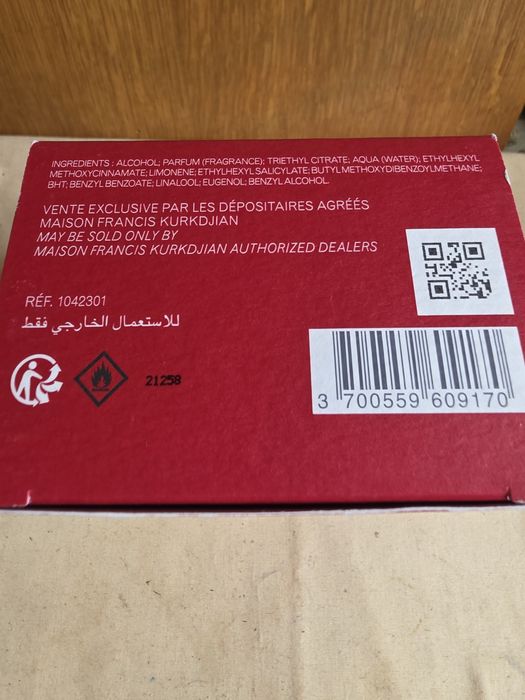 INGREDIENTS : ALCOHOL; PARFUM (FRAGRANCE); TRIETHYL CITRATE; AQUA (WATER); ETHYLHEXYL
METHOXYCINNAMATE; LIMONENE; ETHYLHEXYL SALICYLATE; BUTYL METHOXYDIBENZOYLMETHANE;
BHT; BENZYL BENZOATE; LINALOOL; EUGENOL; BENZYL ALCOHOL.
VENTE EXCLUSIVE PAR LES DÉPOSITAIRES AGRÉÉS
MAISON FRANCIS KURKDJIAN
MAY BE SOLD ONLY BY
MAISON FRANCIS KURKDJIAN AUTHORIZED DEALERS
RÉF. 1042301
للاستعمال الخارجي فقط
21258
3 700559 609170